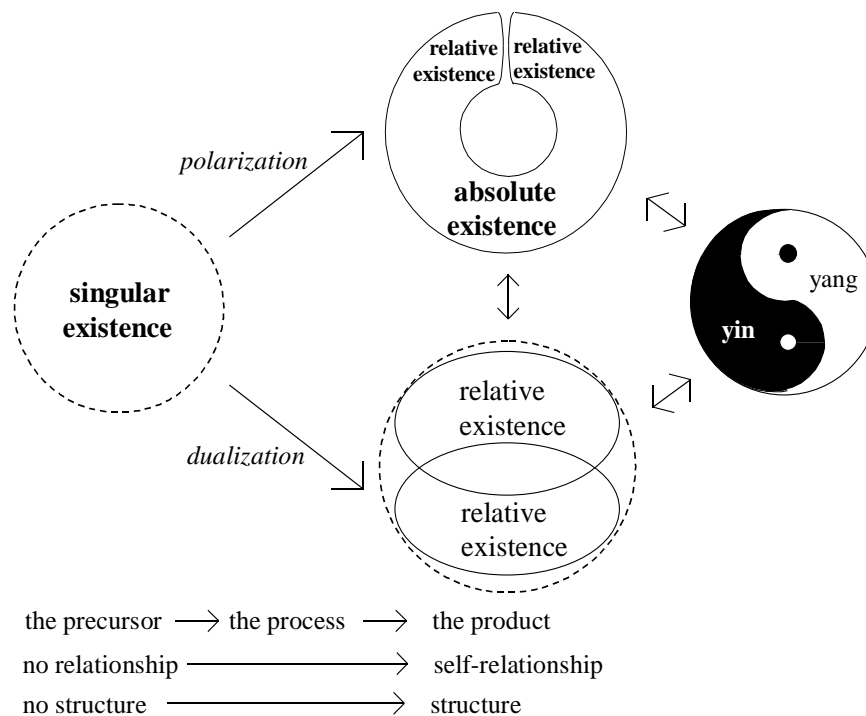 relative relative
existence existence
polarization
absolute
existence
singular
existence
yang
yin
relative
existence
dualization
relative
existence
the precursor the process the product
no relationship self-relationship
no structure structure